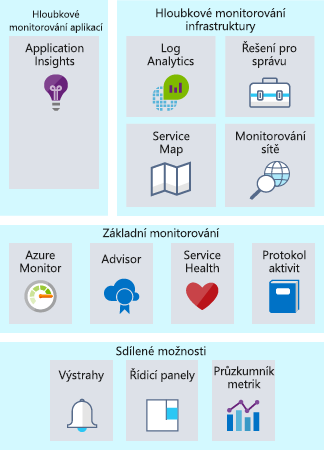 Hloubkové
monitorování aplikací
Application
Insights
Hloubkové monitorování
infrastruktury
Log
Analytics
Řešení pro
správu
Service
Map
Monitorování
sítě
Základní monitorování
Azure
Monitor
Advisor
Service
Health
Protokol
aktivit
Sdílené možnosti
Výstrahy
Řídicí panely
Průzkumník
metrik